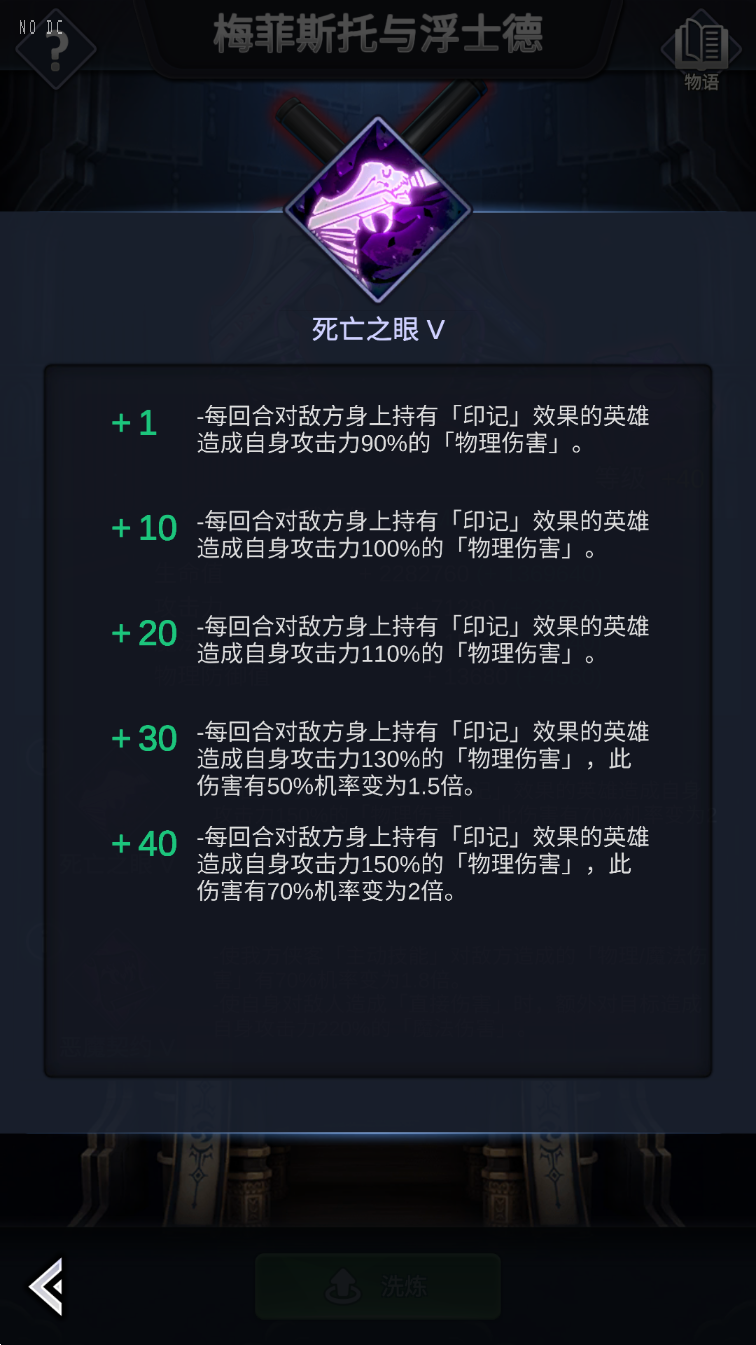 NO DC
?
梅菲斯托与浮士德
物语
死亡之眼 V
+1
-每回合对敌方身上持有「印记」效果的英雄
造成自身攻击力90%的「物理伤害」。
+10
-每回合对敌方身上持有「印记」效果的英雄
造成自身攻击力100%的「物理伤害」。
+20
-每回合对敌方身上持有「印记」效果的英雄
造成自身攻击力110%的「物理伤害」。
+30
-每回合对敌方身上持有「印记」效果的英雄
造成自身攻击力130%的「物理伤害」，此
伤害有50%机率变为1.5倍。
+40
-每回合对敌方身上持有「印记」效果的英雄
造成自身攻击力150%的「物理伤害」，此
伤害有70%机率变为2倍。
洗炼